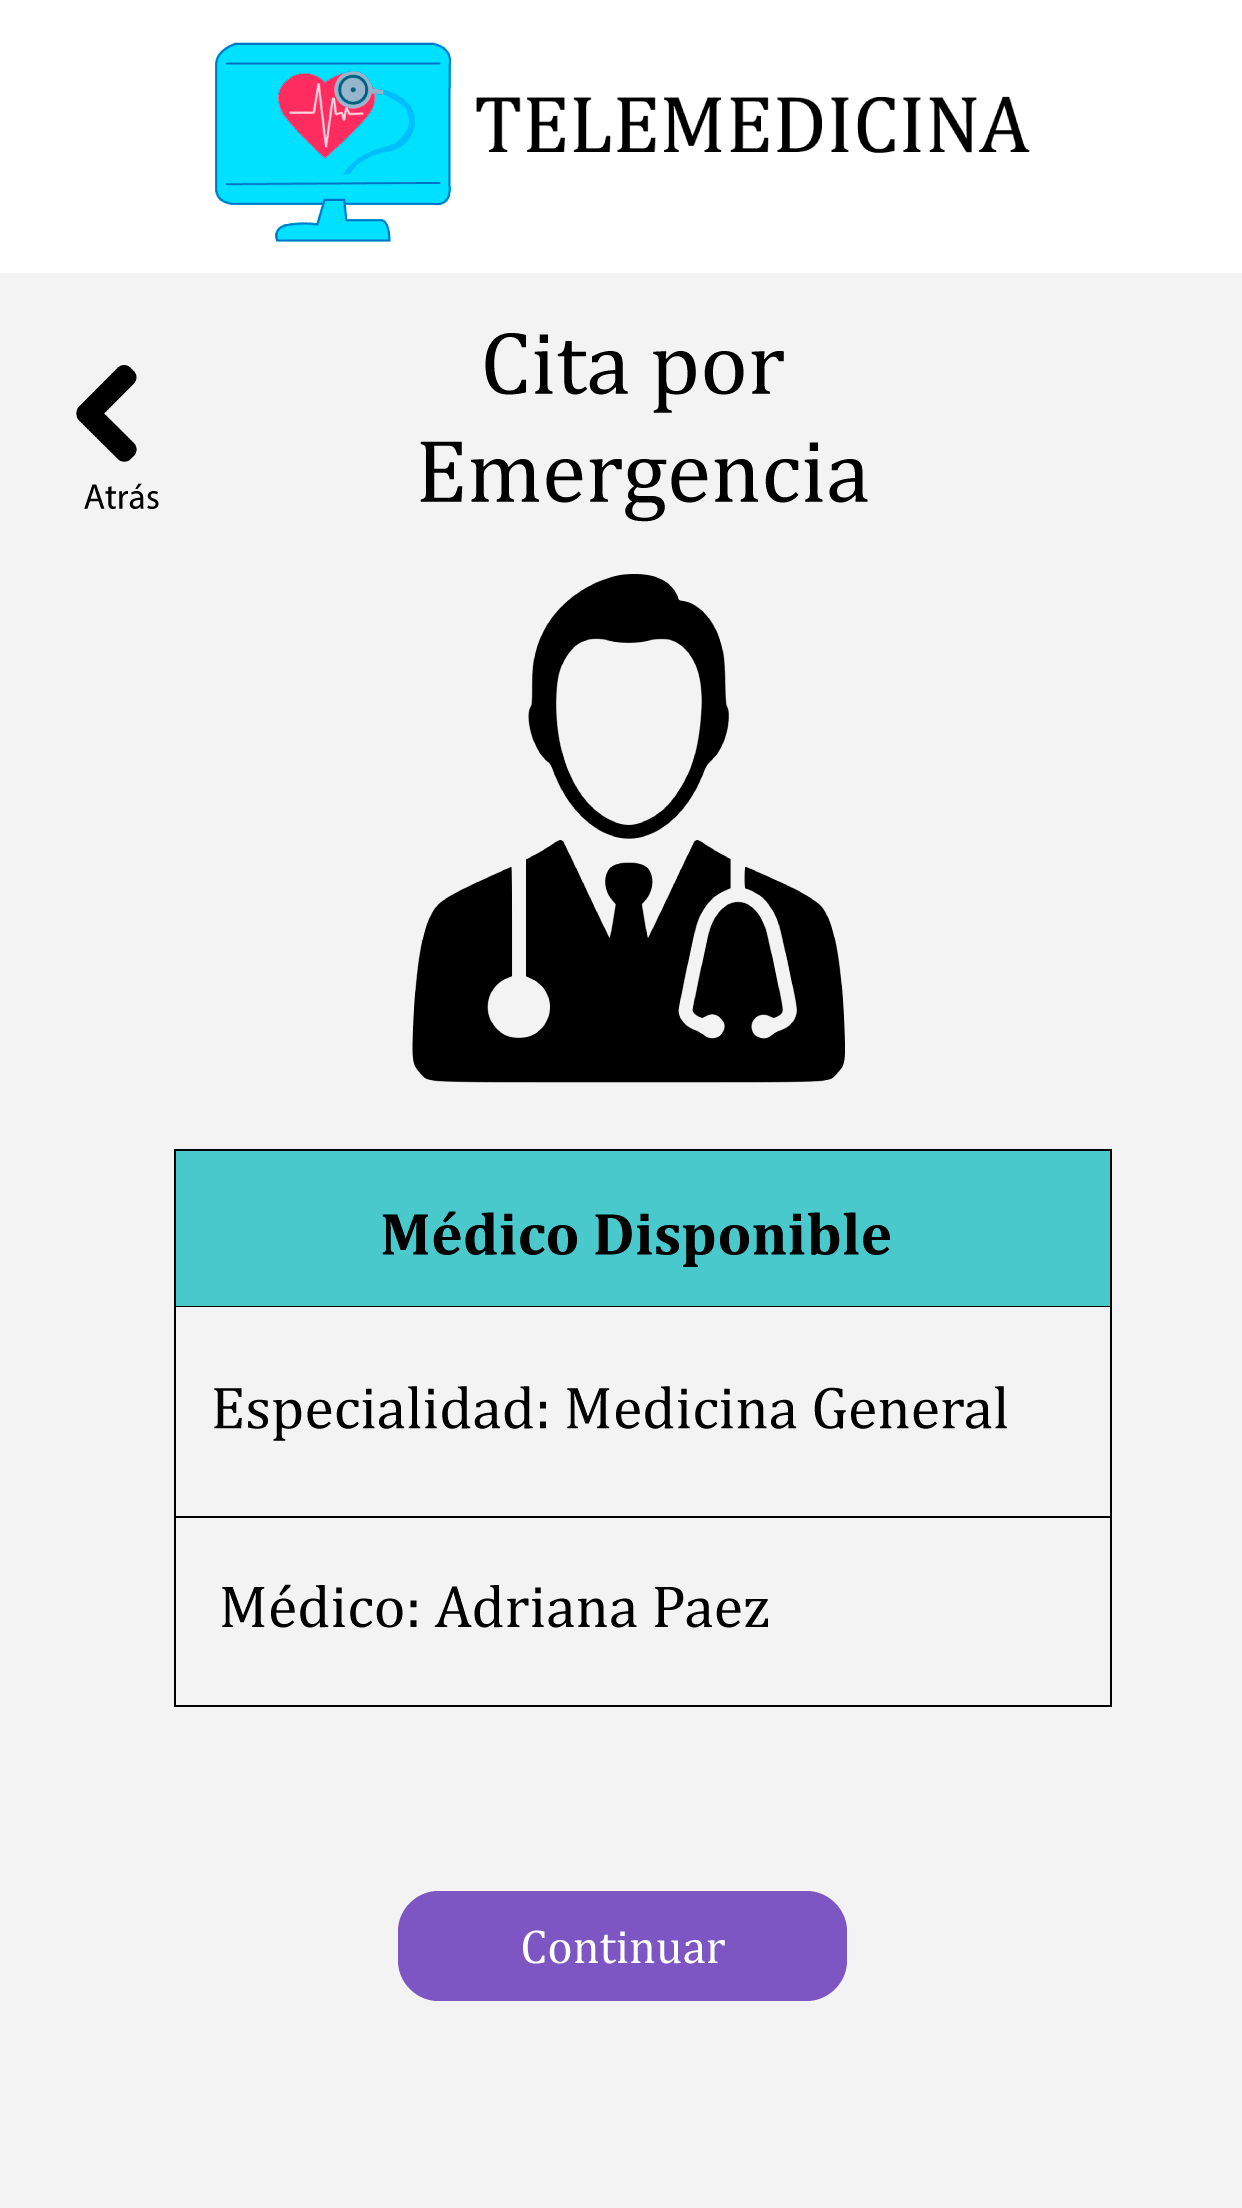 TELEMEDICINA
Cita por
Emergencia
Atrás
Médico Disponible
Especialidad: Medicina General
Médico: Adriana Paez
Continuar